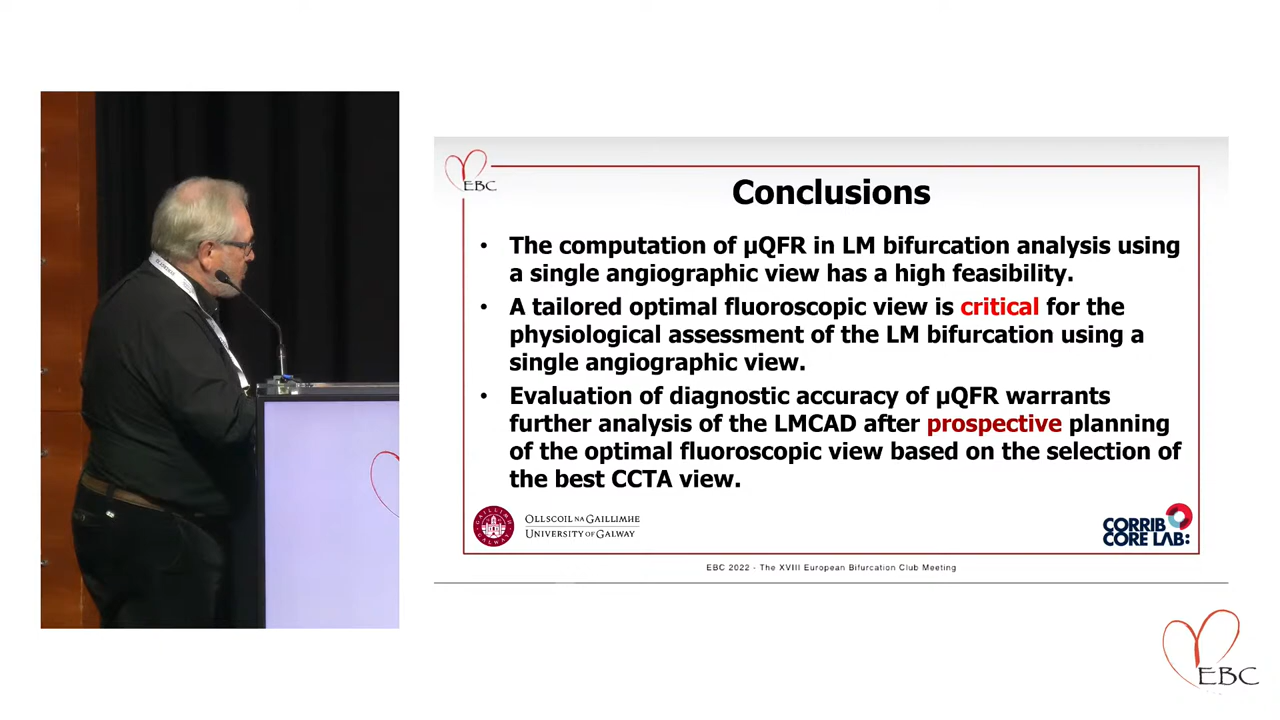 EBC
Conclusions
• The computation of µQFR in LM bifurcation analysis using
a single angiographic view has a high feasibility.
• A tailored optimal fluoroscopic view is critical for the
physiological assessment of the LM bifurcation using a
single angiographic view.
• Evaluation of diagnostic accuracy of µQFR warrants
further analysis of the LMCAD after prospective planning
of the optimal fluoroscopic view based on the selection of
the best CCTA view.
OLLSCOIL NA GAILLIMHE
UNIVERSITY OF GALWAY
CORRIB
CORE LAB:
EBC 2022 - The XVIII European Bifurcation Club Meeting
EBC